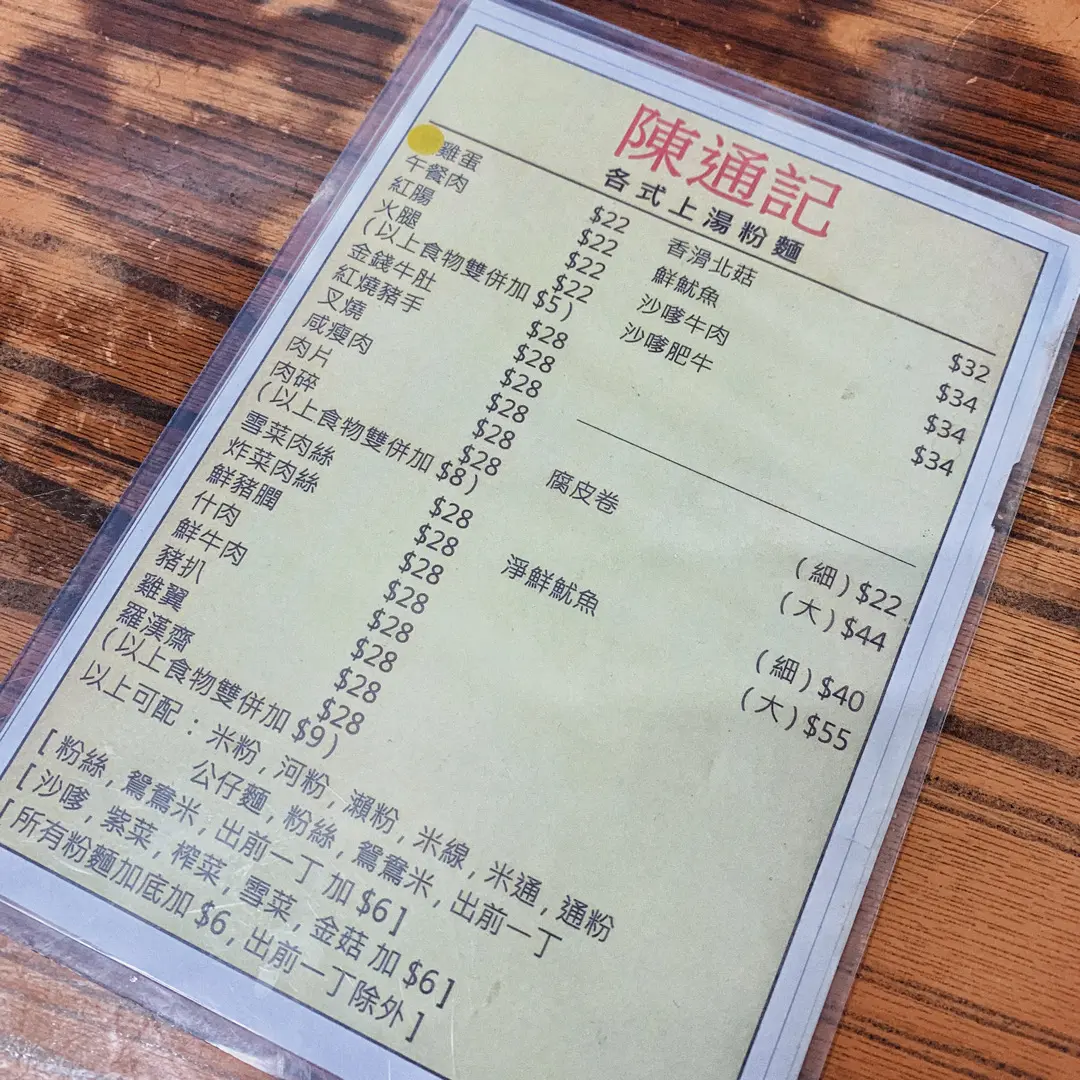 陳通記
各式上湯粉麵
雞蛋 $22
午餐肉 $22
紅腸 $22
火腿 $22
(以上食物雙併加 $5)
金錢牛肚 $28
紅燒豬手 $28
叉燒 $28
咸瘦肉 $28
肉片 $28
肉碎 $28
(以上食物雙併加 $8)
雪菜肉絲 $28
炸菜肉絲 $28
鮮豬膶 $28
什肉 $28
鮮牛肉 $28
豬扒 $28
雞翼 $28
羅漢齋 $28
(以上食物雙併加 $9)
香滑北菇 $32
鮮魷魚 $34
沙嗲牛肉 $34
沙嗲肥牛 $34
腐皮卷 (細) $22
(大) $44
淨鮮魷魚 (細) $40
(大) $55
以上可配：米粉, 河粉, 瀨粉, 米線, 米通, 通粉
公仔麵, 粉絲, 鴛鴦米, 出前一丁
[ 粉絲, 鴛鴦米, 出前一丁 加 $6 ]
[ 沙嗲, 紫菜, 榨菜, 雪菜, 金菇 加 $6 ]
[ 所有粉麵加底加 $6, 出前一丁除外 ]